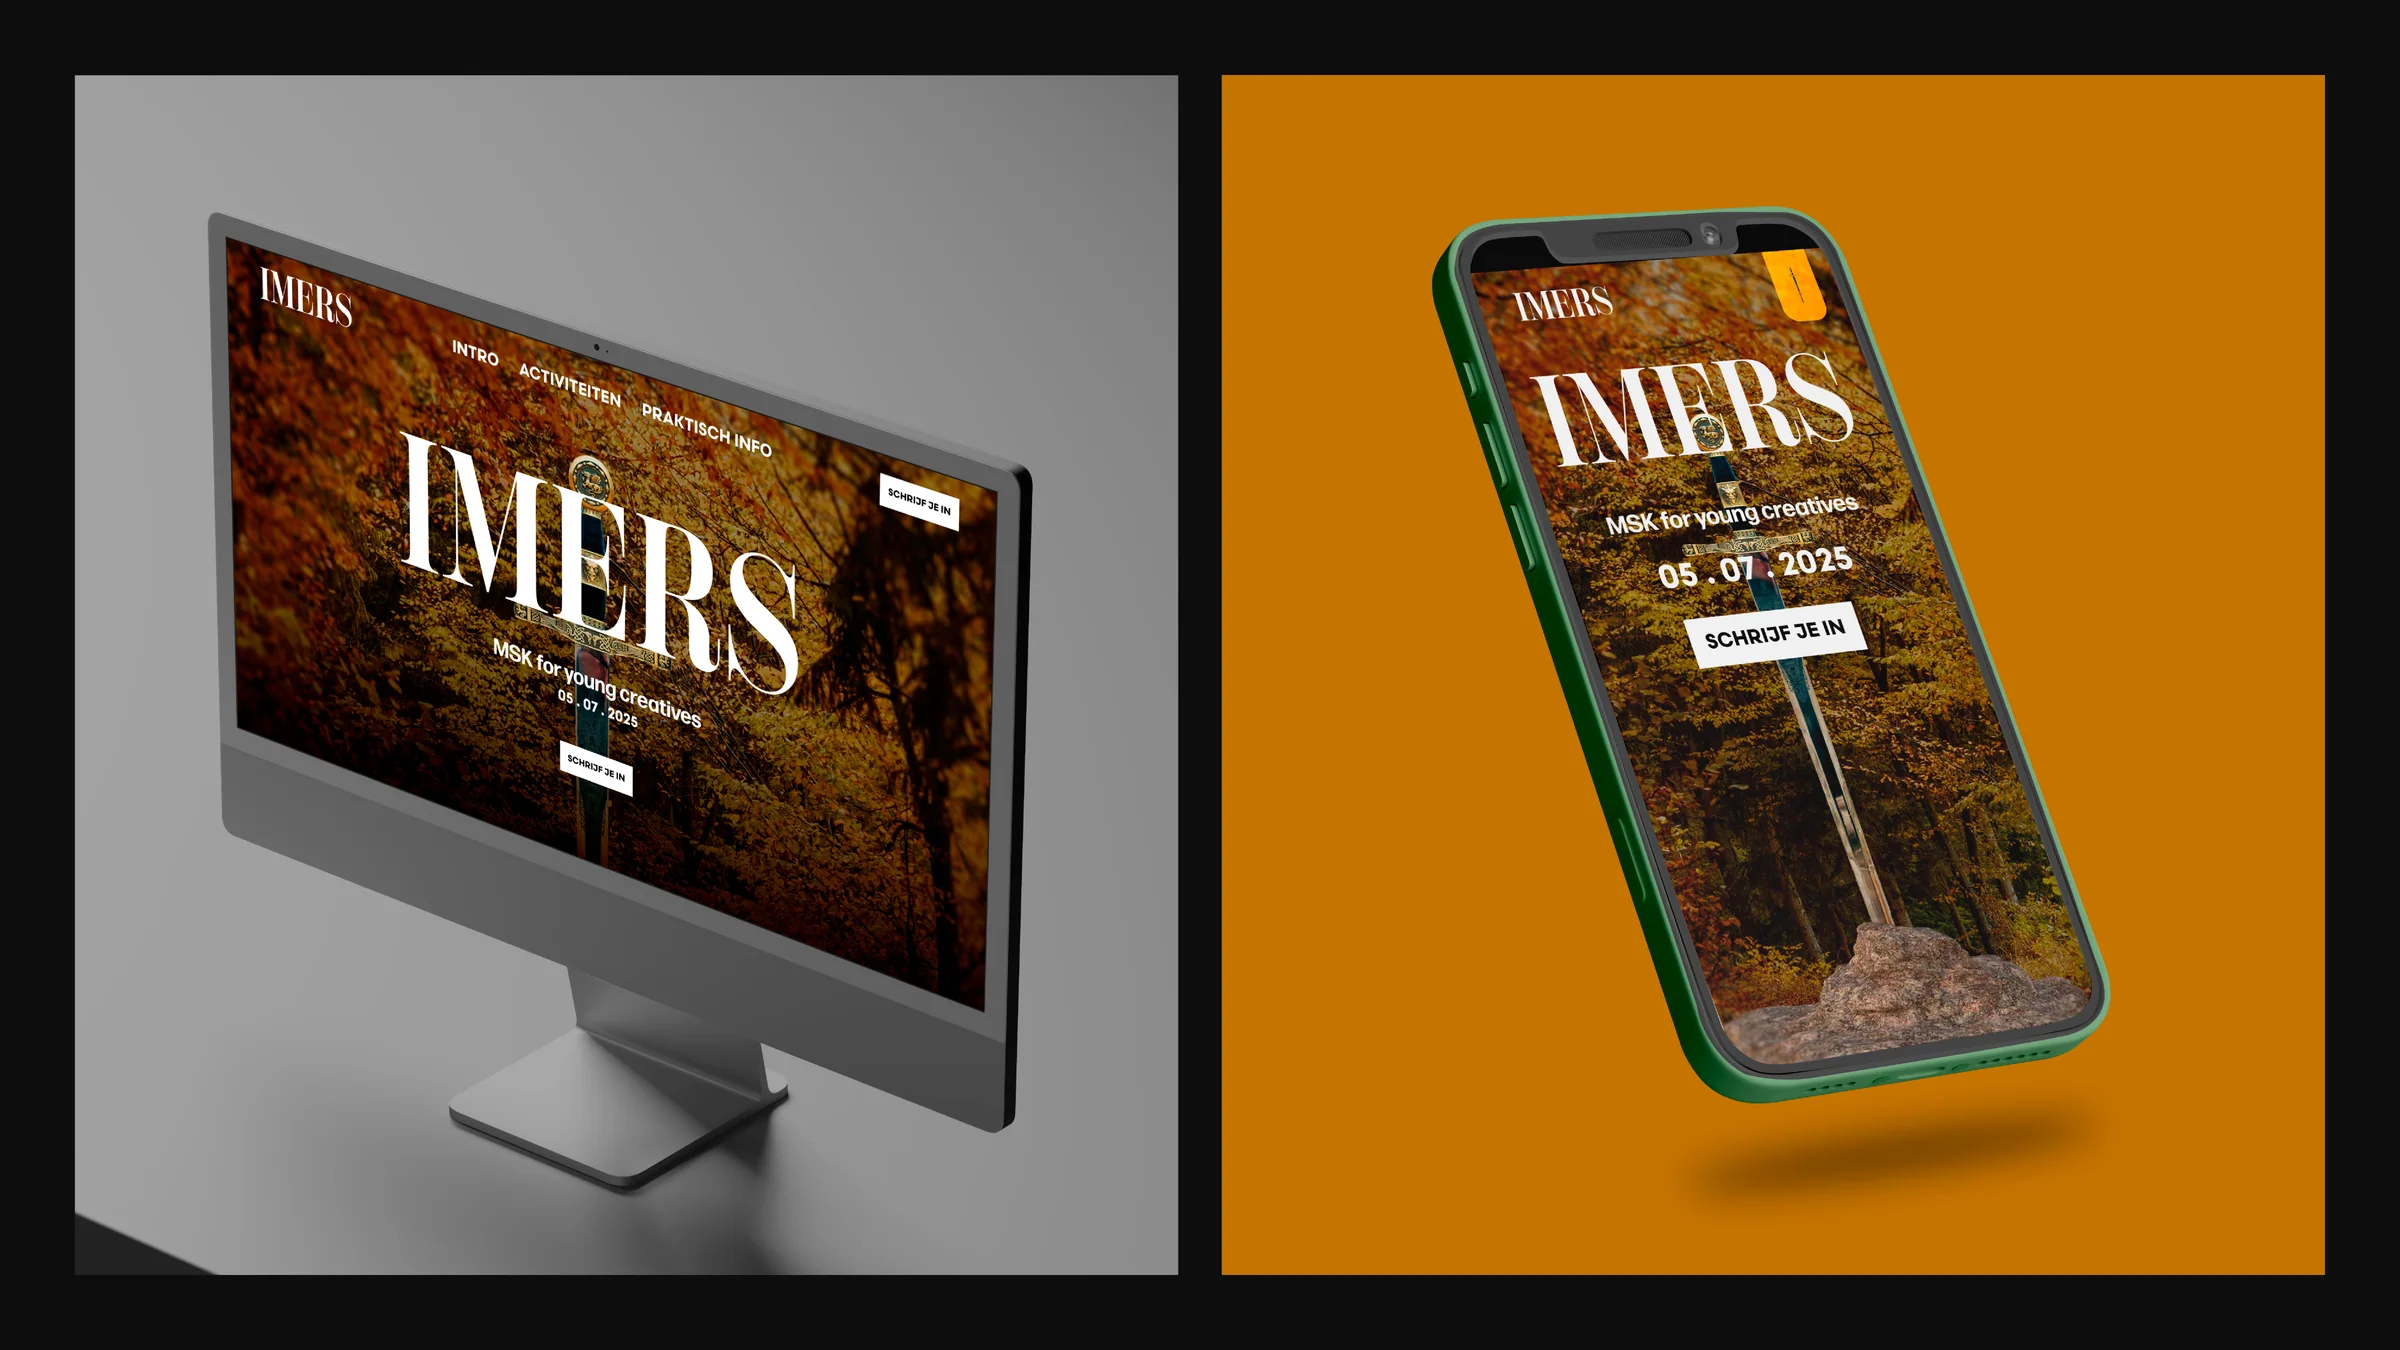 IMERS
INTRO ACTIVITEITEN PRAKTISCH INFO
SCHRIJF JE IN
IMERS
MSK for young creatives
05 . 07 . 2025
SCHRIJF JE IN
IMERS
IMERS
MSK for young creatives
05 . 07 . 2025
SCHRIJF JE IN